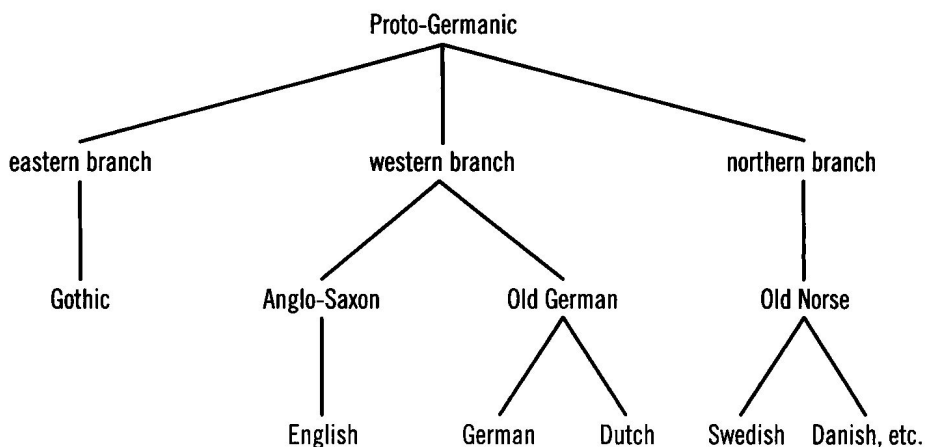 Proto-Germanic
eastern branch western branch northern branch
Gothic Anglo-Saxon Old German Old Norse
English German Dutch Swedish Danish, etc.